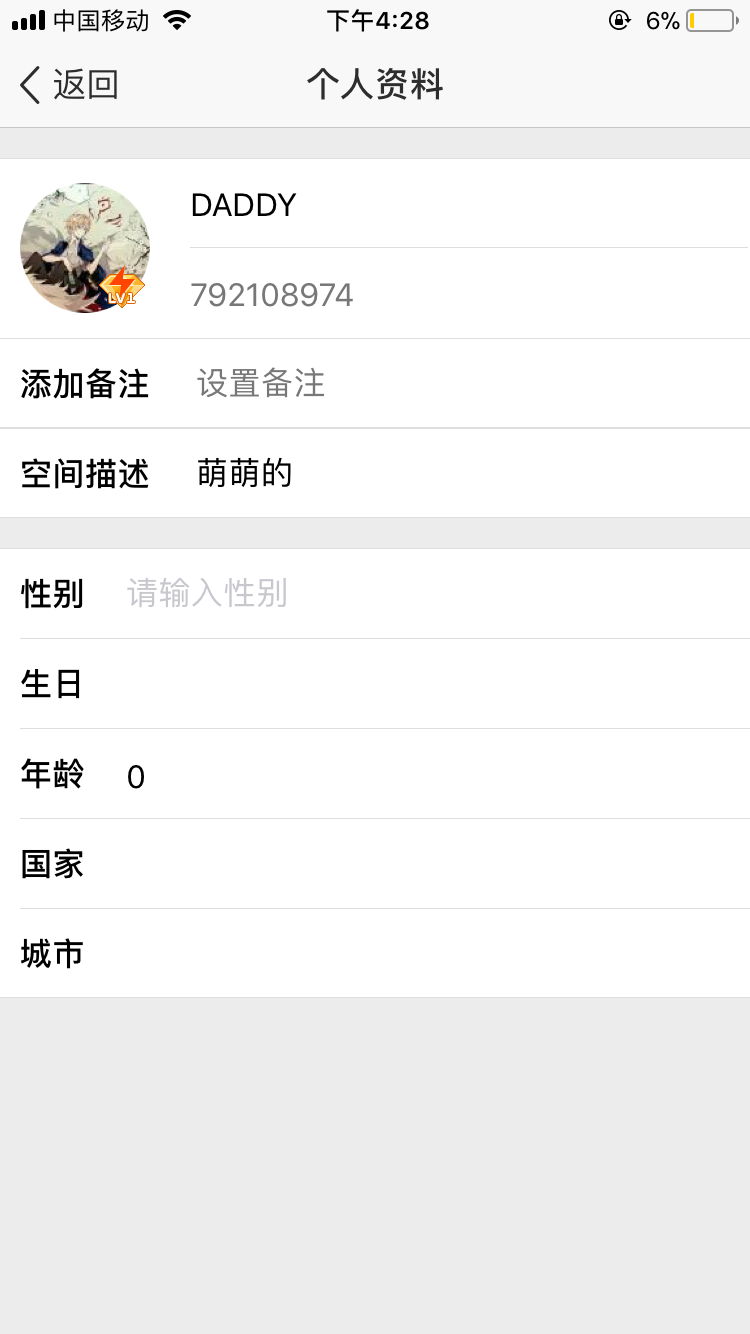 中国移动 下午4:28 6%
返回 个人资料
DADDY
LV1
792108974
添加备注 设置备注
空间描述 萌萌的
性别 请输入性别
生日
年龄 0
国家
城市